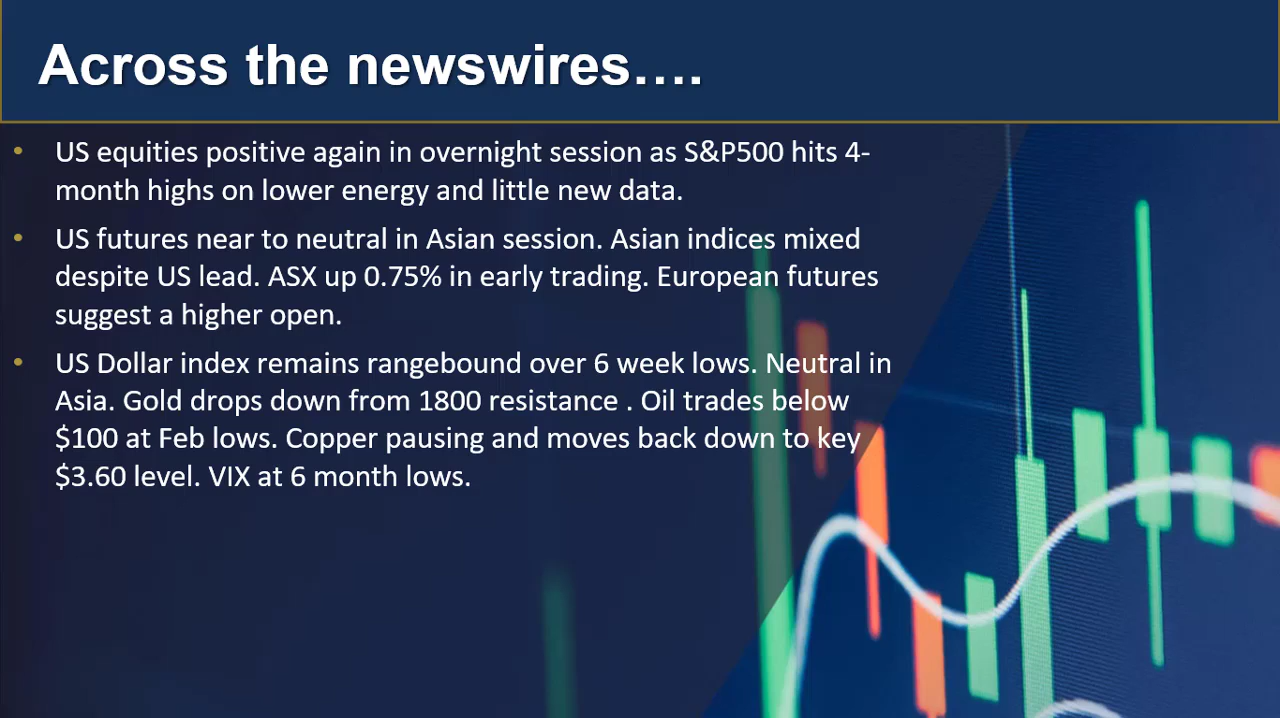 Across the newswires….
• US equities positive again in overnight session as S&P500 hits 4-
month highs on lower energy and little new data.
• US futures near to neutral in Asian session. Asian indices mixed
despite US lead. ASX up 0.75% in early trading. European futures
suggest a higher open.
• US Dollar index remains rangebound over 6 week lows. Neutral in
Asia. Gold drops down from 1800 resistance . Oil trades below
$100 at Feb lows. Copper pausing and moves back down to key
$3.60 level. VIX at 6 month lows.